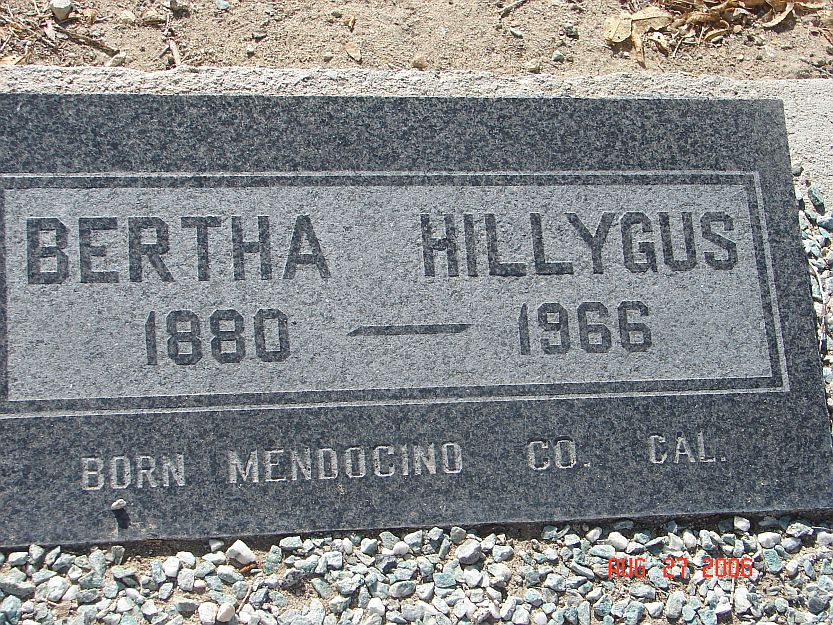 BERTHA HILLYGUS
1880 — 1966
BORN MENDOCINO CO. CAL.
AUG 27 2006